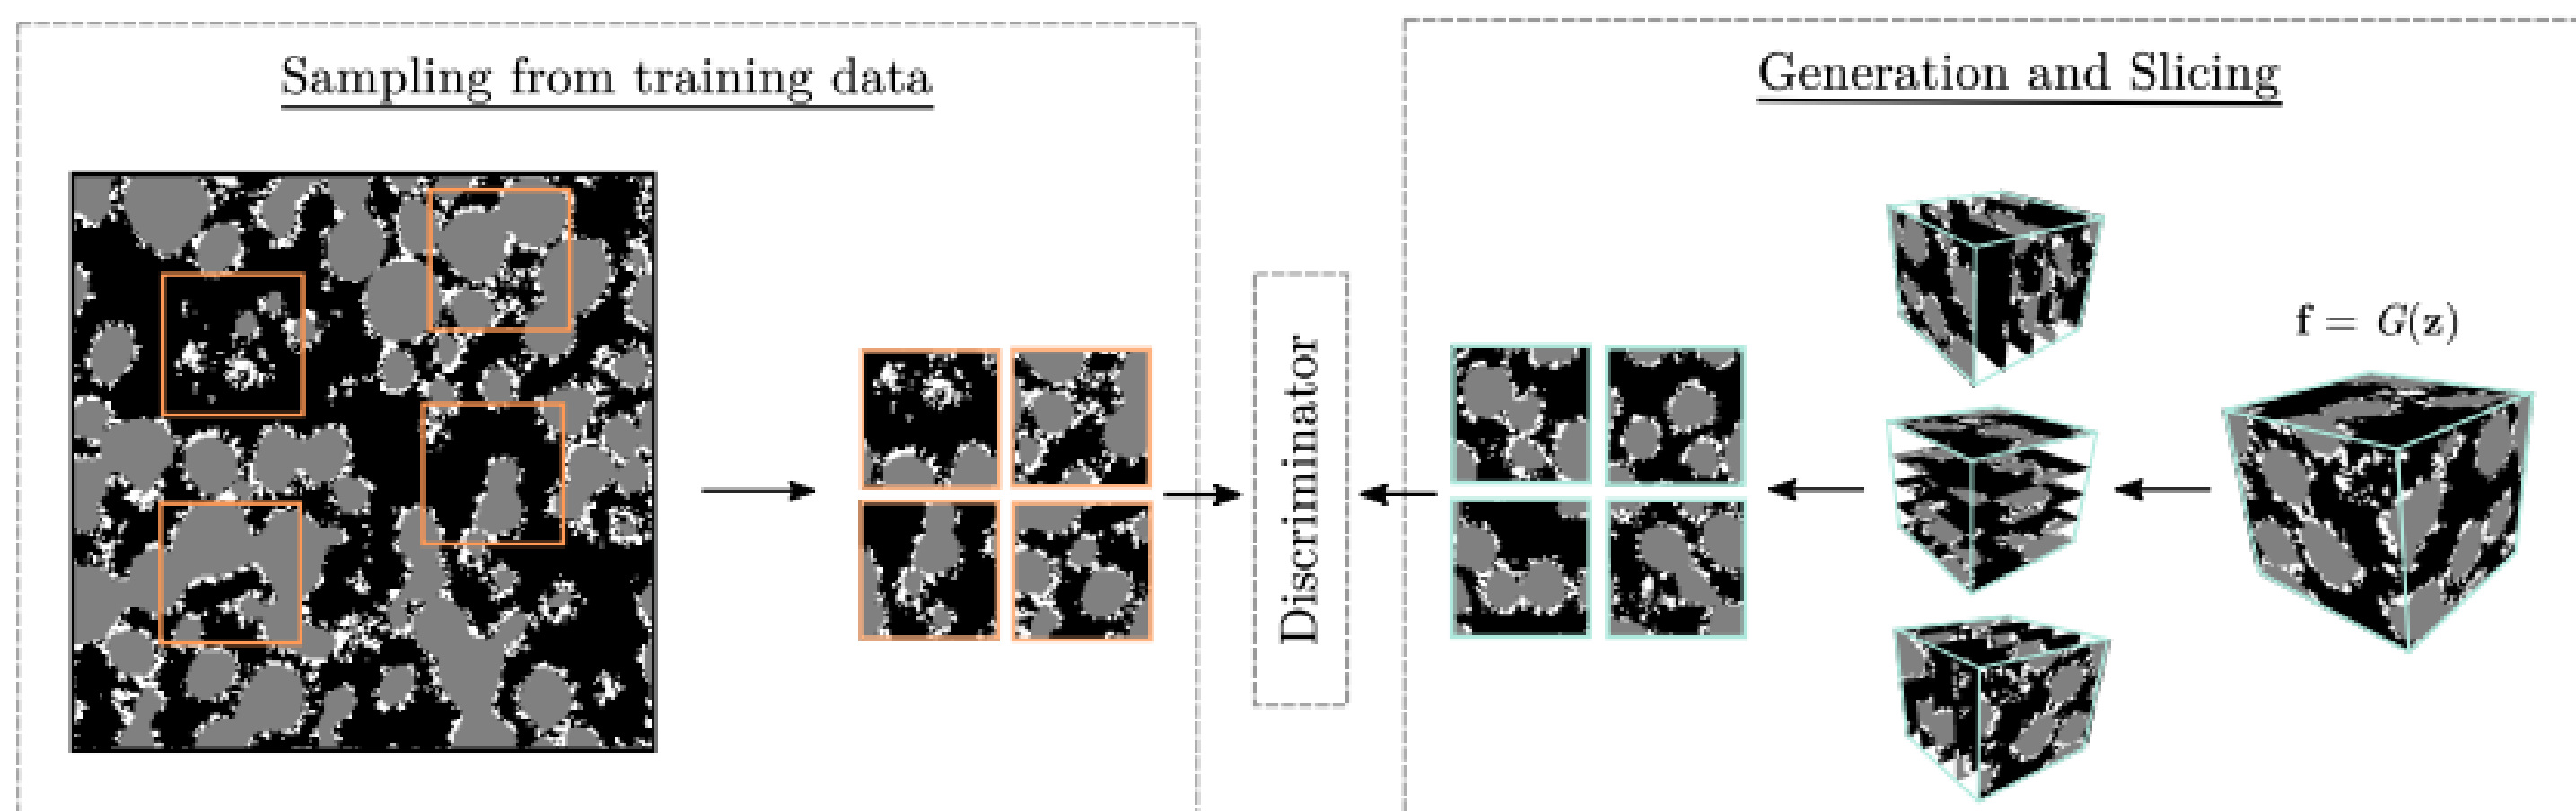 Sampling from training data
Discriminator
Generation and Slicing
f = G(z)